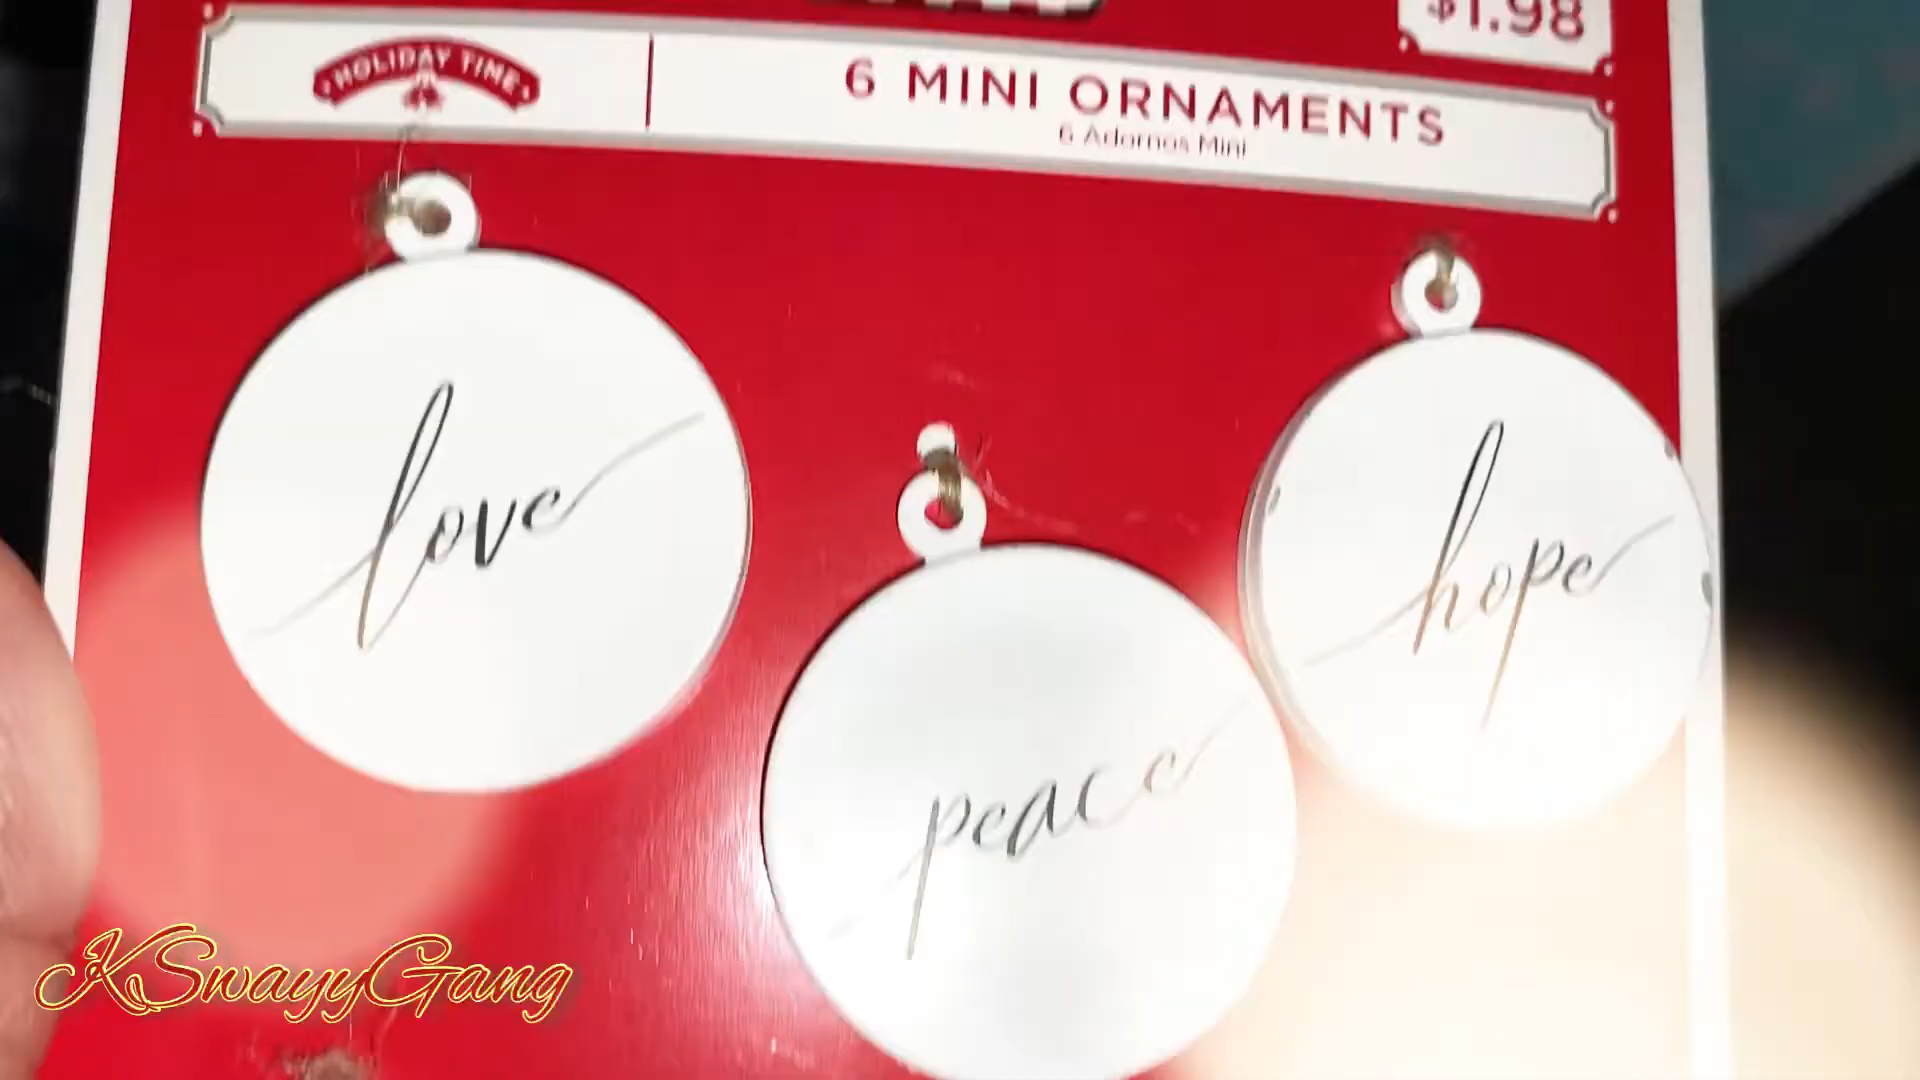 $1.98
HOLIDAY TIME
6 MINI ORNAMENTS
6 Adornos Mini
love
hope
peace
KSwayyGang